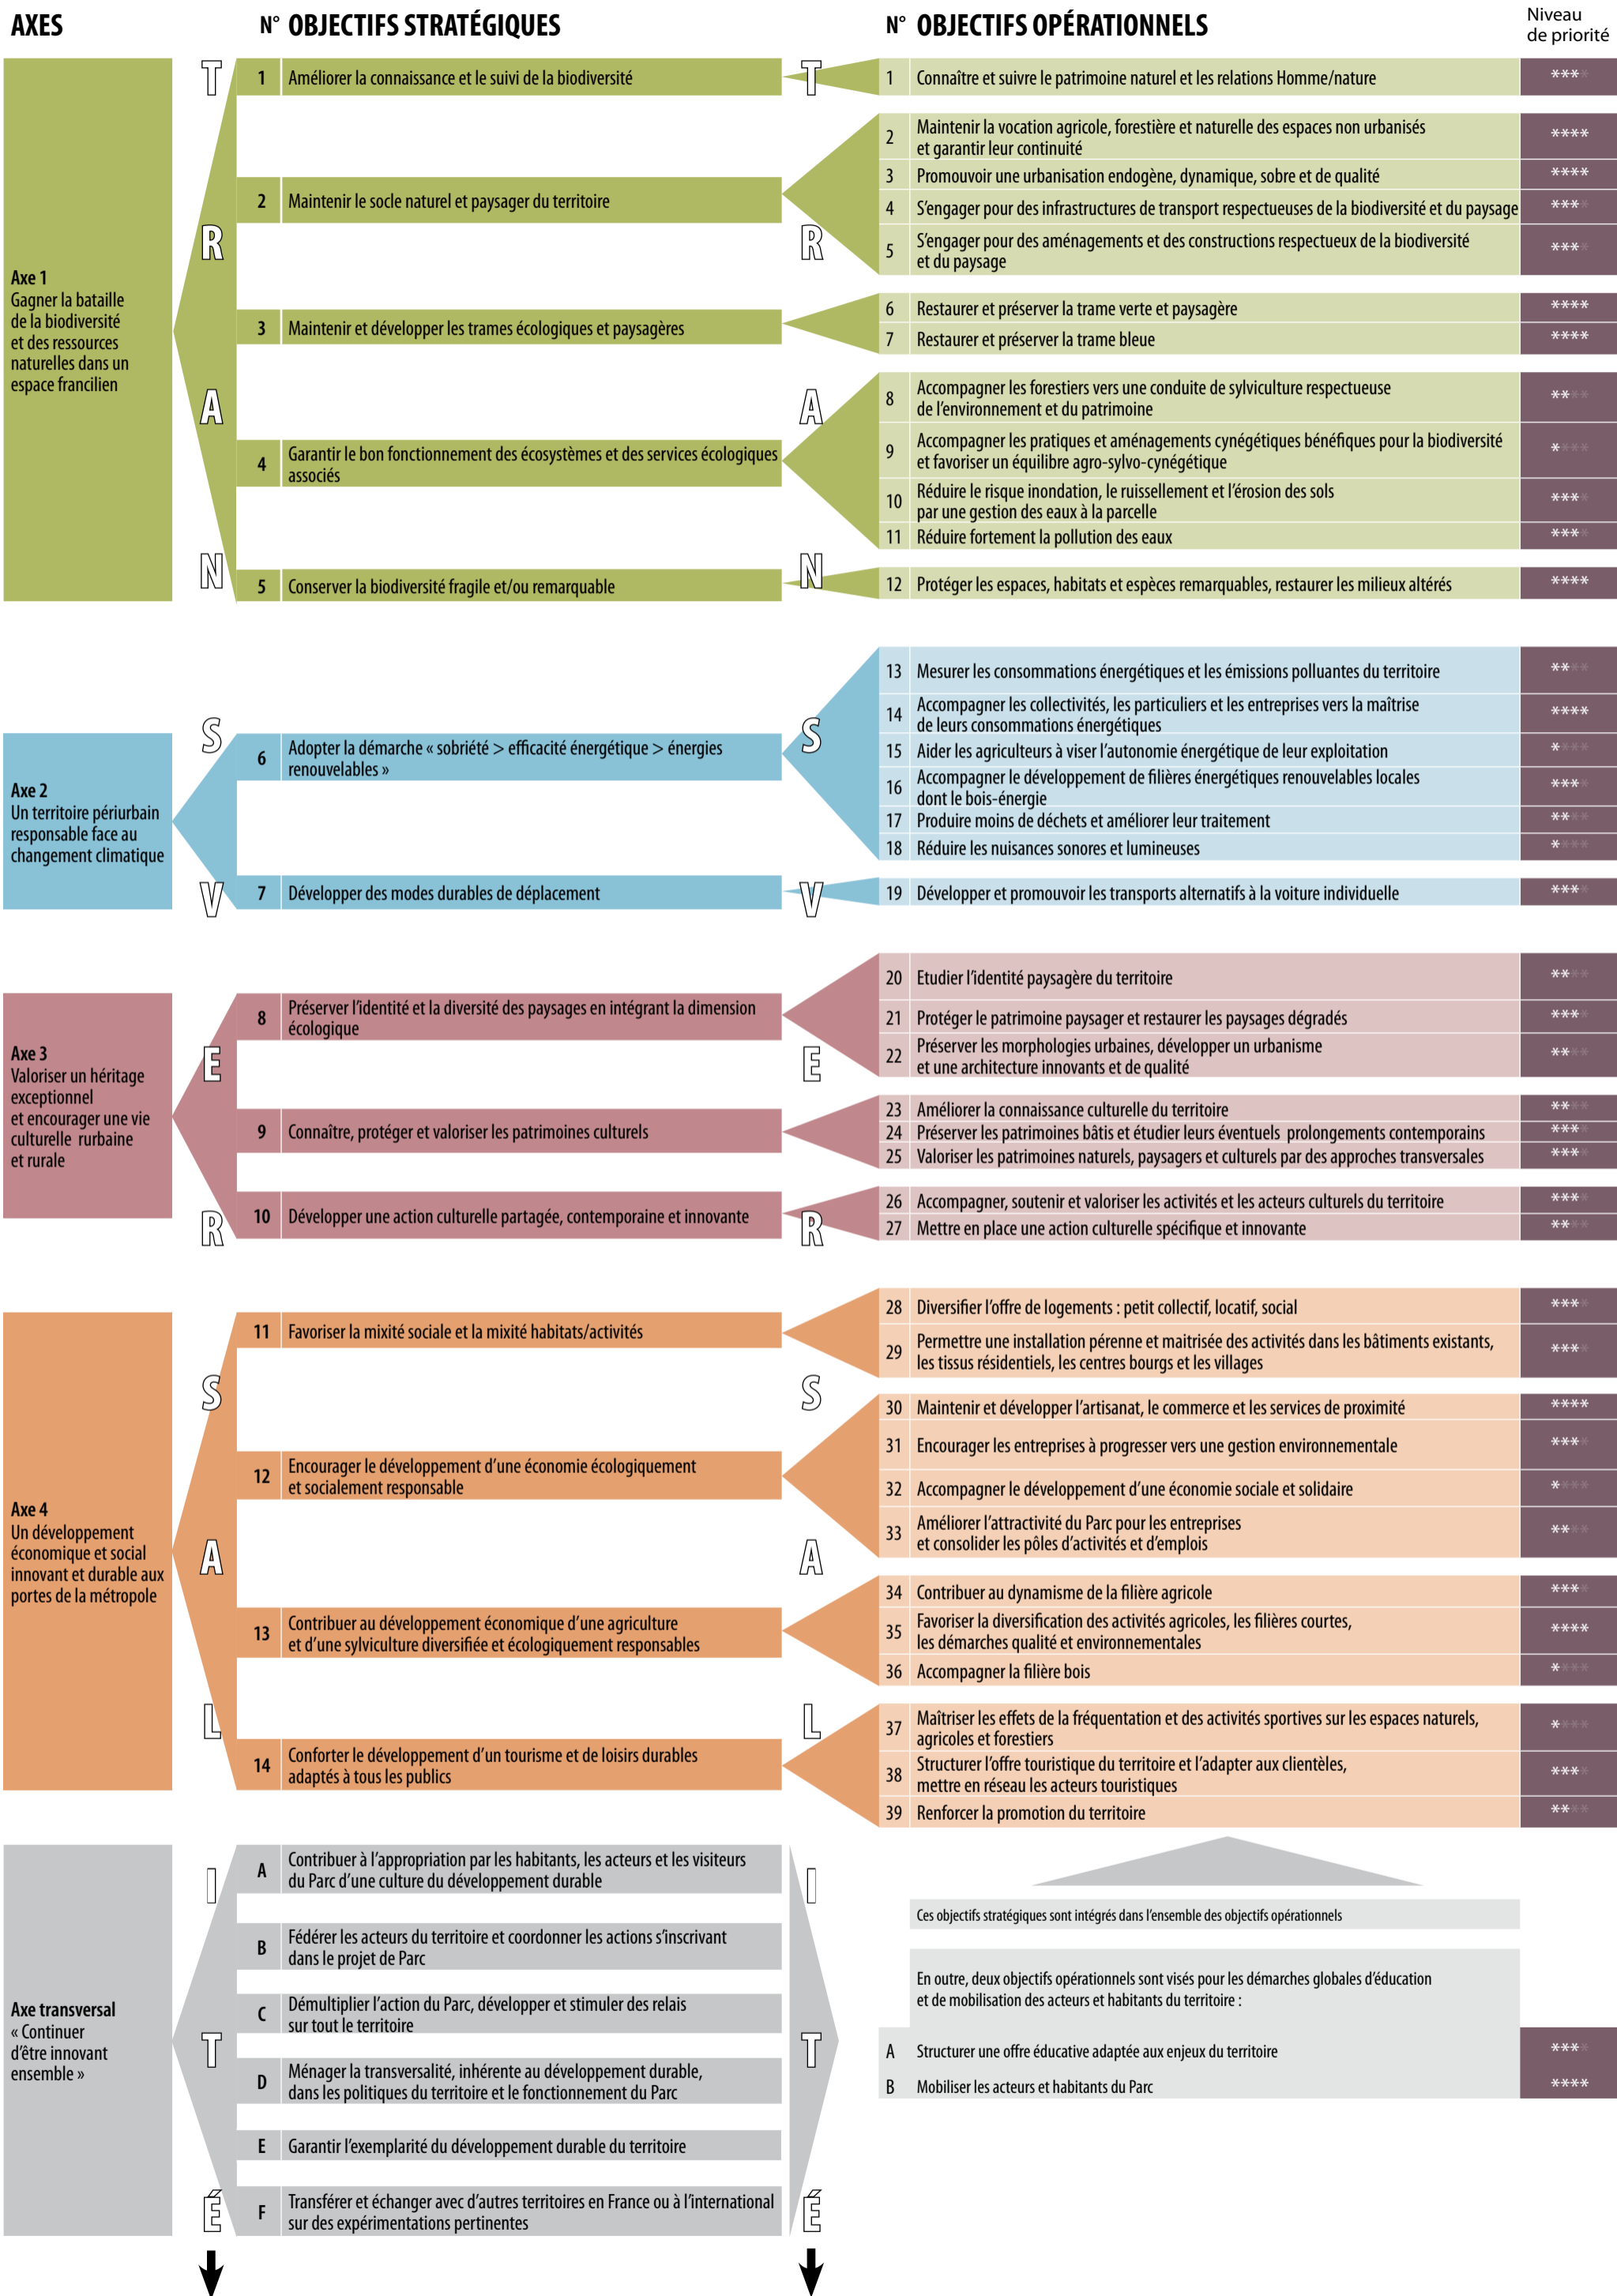 AXES
N° OBJECTIFS STRATÉGIQUES
N° OBJECTIFS OPÉRATIONNELS
Niveau
de priorité
Axe 1
Gagner la bataille
de la biodiversité
et des ressources
naturelles dans un
espace francilien
1 Améliorer la connaissance et le suivi de la biodiversité
1 Connaître et suivre le patrimoine naturel et les relations Homme/nature ****
2 Maintenir le socle naturel et paysager du territoire
2 Maintenir la vocation agricole, forestière et naturelle des espaces non urbanisés
et garantir leur continuité ****
3 Promouvoir une urbanisation endogène, dynamique, sobre et de qualité ****
4 S'engager pour des infrastructures de transport respectueuses de la biodiversité et du paysage ****
5 S'engager pour des aménagements et des constructions respectueux de la biodiversité
et du paysage ****
3 Maintenir et développer les trames écologiques et paysagères
6 Restaurer et préserver la trame verte et paysagère ****
7 Restaurer et préserver la trame bleue ****
4 Garantir le bon fonctionnement des écosystèmes et des services écologiques
associés
8 Accompagner les forestiers vers une conduite de sylviculture respectueuse
de l'environnement et du patrimoine ****
9 Accompagner les pratiques et aménagements cynégétiques bénéfiques pour la biodiversité
et favoriser un équilibre agro-sylvo-cynégétique ****
10 Réduire le risque inondation, le ruissellement et l'érosion des sols
par une gestion des eaux à la parcelle ****
11 Réduire fortement la pollution des eaux ****
5 Conserver la biodiversité fragile et/ou remarquable
12 Protéger les espaces, habitats et espèces remarquables, restaurer les milieux altérés ****
Axe 2
Un territoire périurbain
responsable face au
changement climatique
6 Adopter la démarche « sobriété > efficacité énergétique > énergies
renouvelables »
13 Mesurer les consommations énergétiques et les émissions polluantes du territoire ****
14 Accompagner les collectivités, les particuliers et les entreprises vers la maîtrise
de leurs consommations énergétiques ****
15 Aider les agriculteurs à viser l'autonomie énergétique de leur exploitation ****
16 Accompagner le développement de filières énergétiques renouvelables locales
dont le bois-énergie ****
17 Produire moins de déchets et améliorer leur traitement ****
18 Réduire les nuisances sonores et lumineuses ****
7 Développer des modes durables de déplacement
19 Développer et promouvoir les transports alternatifs à la voiture individuelle ****
Axe 3
Valoriser un héritage
exceptionnel
et encourager une vie
culturelle rurbaine
et rurale
8 Préserver l'identité et la diversité des paysages en intégrant la dimension
écologique
20 Etudier l'identité paysagère du territoire ****
21 Protéger le patrimoine paysager et restaurer les paysages dégradés ****
22 Préserver les morphologies urbaines, développer un urbanisme
et une architecture innovants et de qualité ****
9 Connaître, protéger et valoriser les patrimoines culturels
23 Améliorer la connaissance culturelle du territoire ****
24 Préserver les patrimoines bâtis et étudier leurs éventuels prolongements contemporains ****
25 Valoriser les patrimoines naturels, paysagers et culturels par des approches transversales ****
10 Développer une action culturelle partagée, contemporaine et innovante
26 Accompagner, soutenir et valoriser les activités et les acteurs culturels du territoire ****
27 Mettre en place une action culturelle spécifique et innovante ****
Axe 4
Un développement
économique et social
innovant et durable aux
portes de la métropole
11 Favoriser la mixité sociale et la mixité habitats/activités
28 Diversifier l'offre de logements : petit collectif, locatif, social ****
29 Permettre une installation pérenne et maitrisée des activités dans les bâtiments existants,
les tissus résidentiels, les centres bourgs et les villages ****
12 Encourager le développement d'une économie écologiquement
et socialement responsable
30 Maintenir et développer l'artisanat, le commerce et les services de proximité ****
31 Encourager les entreprises à progresser vers une gestion environnementale ****
32 Accompagner le développement d'une économie sociale et solidaire ****
33 Améliorer l'attractivité du Parc pour les entreprises
et consolider les pôles d'activités et d'emplois ****
13 Contribuer au développement économique d'une agriculture
et d'une sylviculture diversifiée et écologiquement responsables
34 Contribuer au dynamisme de la filière agricole ****
35 Favoriser la diversification des activités agricoles, les filières courtes,
les démarches qualité et environnementales ****
36 Accompagner la filière bois ****
14 Conforter le développement d'un tourisme et de loisirs durables
adaptés à tous les publics
37 Maîtriser les effets de la fréquentation et des activités sportives sur les espaces naturels,
agricoles et forestiers ****
38 Structurer l'offre touristique du territoire et l'adapter aux clientèles,
mettre en réseau les acteurs touristiques ****
39 Renforcer la promotion du territoire ****
Axe transversal
« Continuer
d'être innovant
ensemble »
A Contribuer à l'appropriation par les habitants, les acteurs et les visiteurs
du Parc d'une culture du développement durable
B Fédérer les acteurs du territoire et coordonner les actions s'inscrivant
dans le projet de Parc
C Démultiplier l'action du Parc, développer et stimuler des relais
sur tout le territoire
D Ménager la transversalité, inhérente au développement durable,
dans les politiques du territoire et le fonctionnement du Parc
E Garantir l'exemplarité du développement durable du territoire
F Transférer et échanger avec d'autres territoires en France ou à l'international
sur des expérimentations pertinentes
Ces objectifs stratégiques sont intégrés dans l'ensemble des objectifs opérationnels
En outre, deux objectifs opérationnels sont visés pour les démarches globales d'éducation
et de mobilisation des acteurs et habitants du territoire :
A Structurer une offre éducative adaptée aux enjeux du territoire ****
B Mobiliser les acteurs et habitants du Parc ****
TRANSVERSALITÉ
TRANSVERSALITÉ